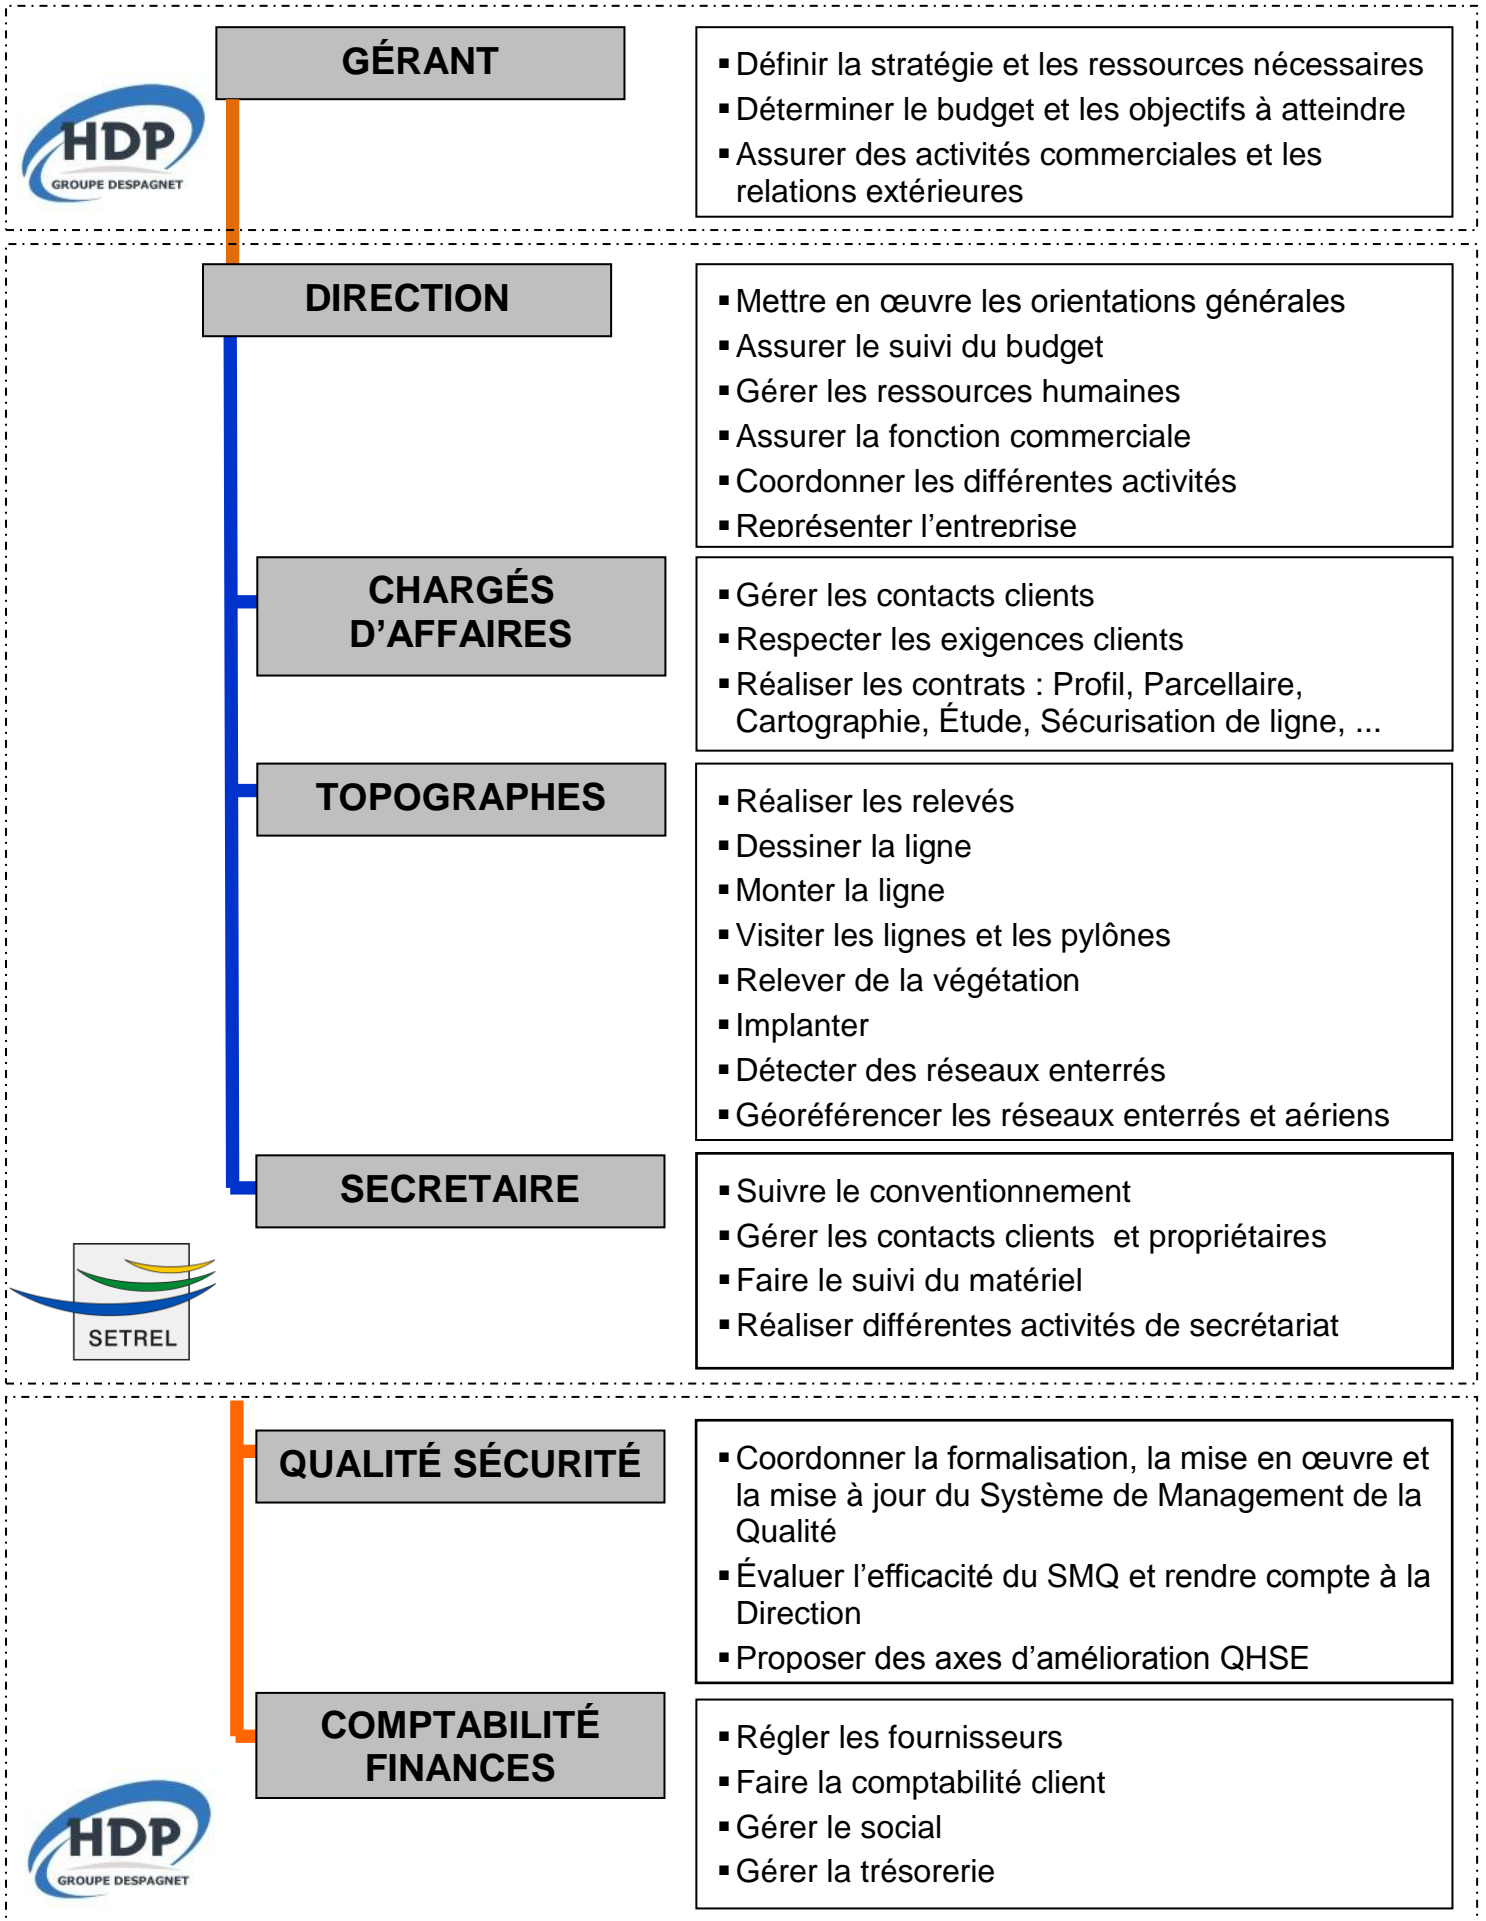 GÉRANT
▪ Définir la stratégie et les ressources nécessaires
▪ Déterminer le budget et les objectifs à atteindre
▪ Assurer des activités commerciales et les
relations extérieures
HDP
GROUPE DESPAGNET
DIRECTION
▪ Mettre en œuvre les orientations générales
▪ Assurer le suivi du budget
▪ Gérer les ressources humaines
▪ Assurer la fonction commerciale
▪ Coordonner les différentes activités
▪ Représenter l’entreprise
CHARGÉS
D’AFFAIRES
▪ Gérer les contacts clients
▪ Respecter les exigences clients
▪ Réaliser les contrats : Profil, Parcellaire,
Cartographie, Étude, Sécurisation de ligne, ...
TOPOGRAPHES
▪ Réaliser les relevés
▪ Dessiner la ligne
▪ Monter la ligne
▪ Visiter les lignes et les pylônes
▪ Relever de la végétation
▪ Implanter
▪ Détecter des réseaux enterrés
▪ Géoréférencer les réseaux enterrés et aériens
SECRETAIRE
▪ Suivre le conventionnement
▪ Gérer les contacts clients  et propriétaires
▪ Faire le suivi du matériel
▪ Réaliser différentes activités de secrétariat
SETREL
QUALITÉ SÉCURITÉ
▪ Coordonner la formalisation, la mise en œuvre et
la mise à jour du Système de Management de la
Qualité
▪ Évaluer l’efficacité du SMQ et rendre compte à la
Direction
▪ Proposer des axes d’amélioration QHSE
COMPTABILITÉ
FINANCES
▪ Régler les fournisseurs
▪ Faire la comptabilité client
▪ Gérer le social
▪ Gérer la trésorerie
HDP
GROUPE DESPAGNET